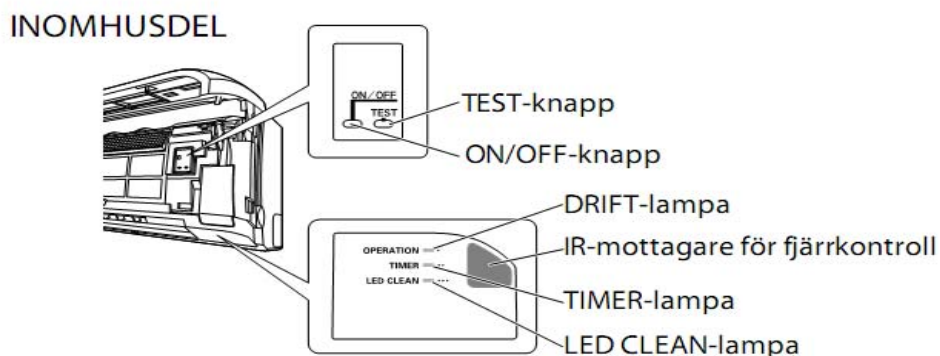 INOMHUSDEL
ON/OFF
TEST
TEST-knapp
ON/OFF-knapp
DRIFT-lampa
OPERATION
IR-mottagare för fjärrkontroll
TIMER
LED CLEAN
TIMER-lampa
LED CLEAN-lampa